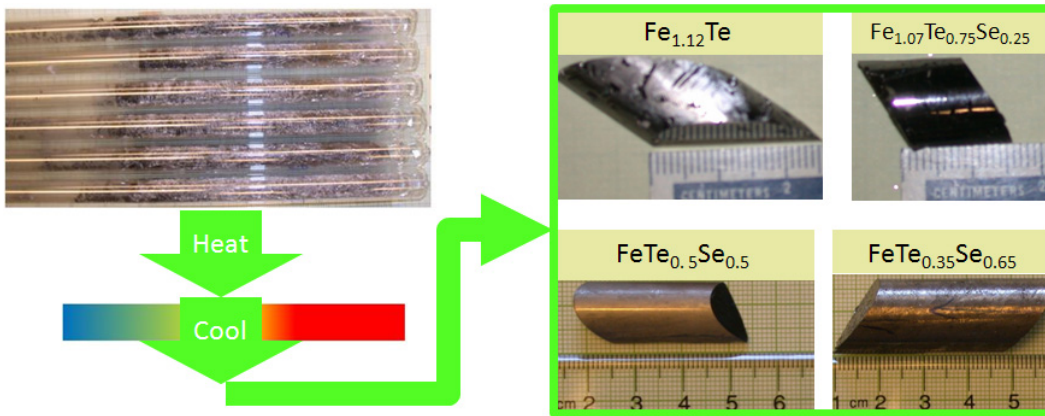 Heat
Cool
Fe₁.₁₂Te
Fe₁.₀₇Te₀.₇₅Se₀.₂₅
CENTIMETERS 2
CENTIMETERS 2
FeTe₀.₅Se₀.₅
FeTe₀.₃₅Se₀.₆₅
cm 2 3 4 5 6
1 cm 2 3 4 5